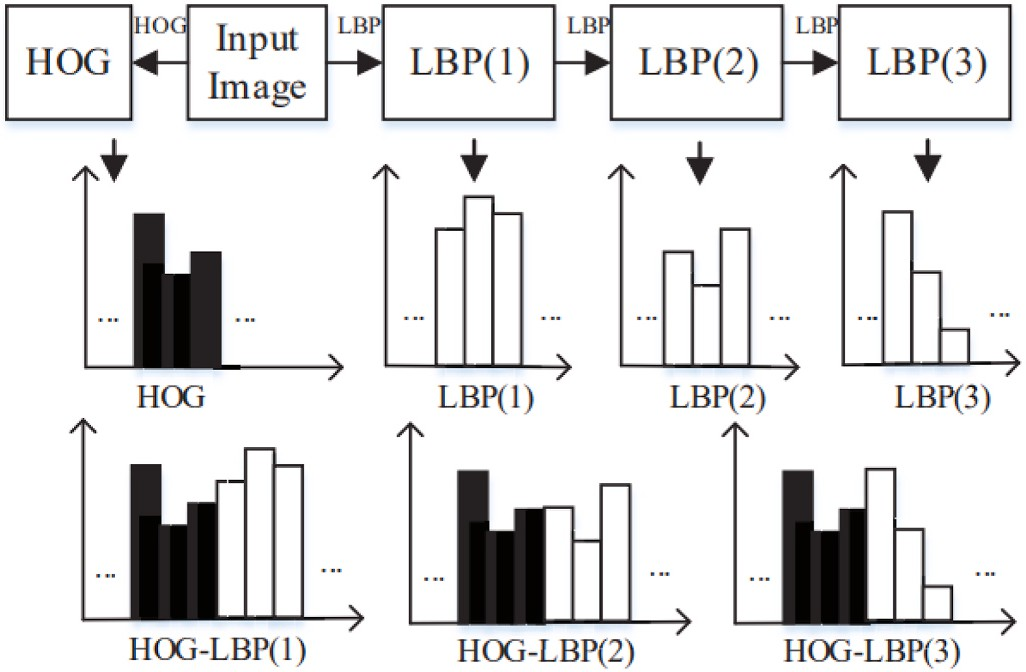 HOG
HOG
Input
Image
LBP
LBP(1)
LBP
LBP(2)
LBP
LBP(3)
... ...
... ...
... ...
... ...
HOG
LBP(1)
LBP(2)
LBP(3)
... ...
... ...
... ...
HOG-LBP(1)
HOG-LBP(2)
HOG-LBP(3)